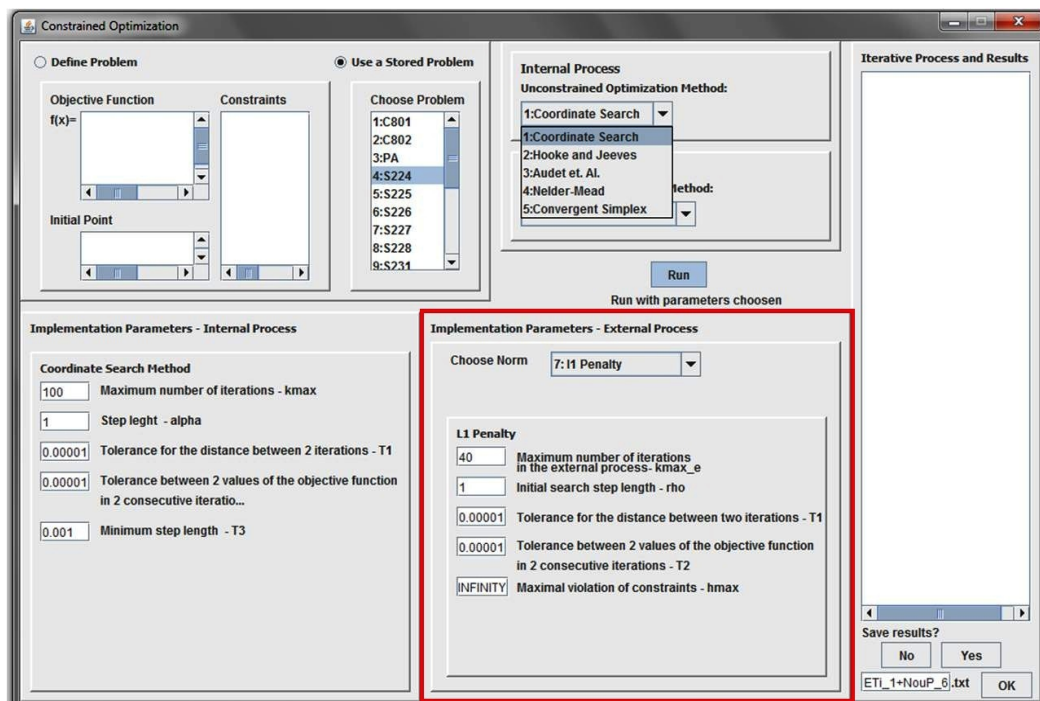 Constrained Optimization
Define Problem
Use a Stored Problem
Objective Function
f(x)=
Constraints
Initial Point
Choose Problem
1:C801
2:C802
3:PA
4:S224
5:S225
6:S226
7:S227
8:S228
9:S231
Internal Process
Unconstrained Optimization Method:
1:Coordinate Search
1:Coordinate Search
2:Hooke and Jeeves
3:Audet et. Al.
4:Nelder-Mead
5:Convergent Simplex
Method:
Run
Run with parameters choosen
Implementation Parameters - Internal Process
Coordinate Search Method
100 Maximum number of iterations - kmax
1 Step leght - alpha
0.00001 Tolerance for the distance between 2 iterations - T1
0.00001 Tolerance between 2 values of the objective function
in 2 consecutive iteratio...
0.001 Minimum step length - T3
Implementation Parameters - External Process
Choose Norm 7: l1 Penalty
L1 Penalty
40 Maximum number of iterations
in the external process- kmax_e
1 Initial search step length - rho
0.00001 Tolerance for the distance between two iterations - T1
0.00001 Tolerance between 2 values of the objective function
in 2 consecutive iterations - T2
INFINITY Maximal violation of constraints - hmax
Iterative Process and Results
Save results?
No Yes
ETi_1+NouP_6 .txt OK